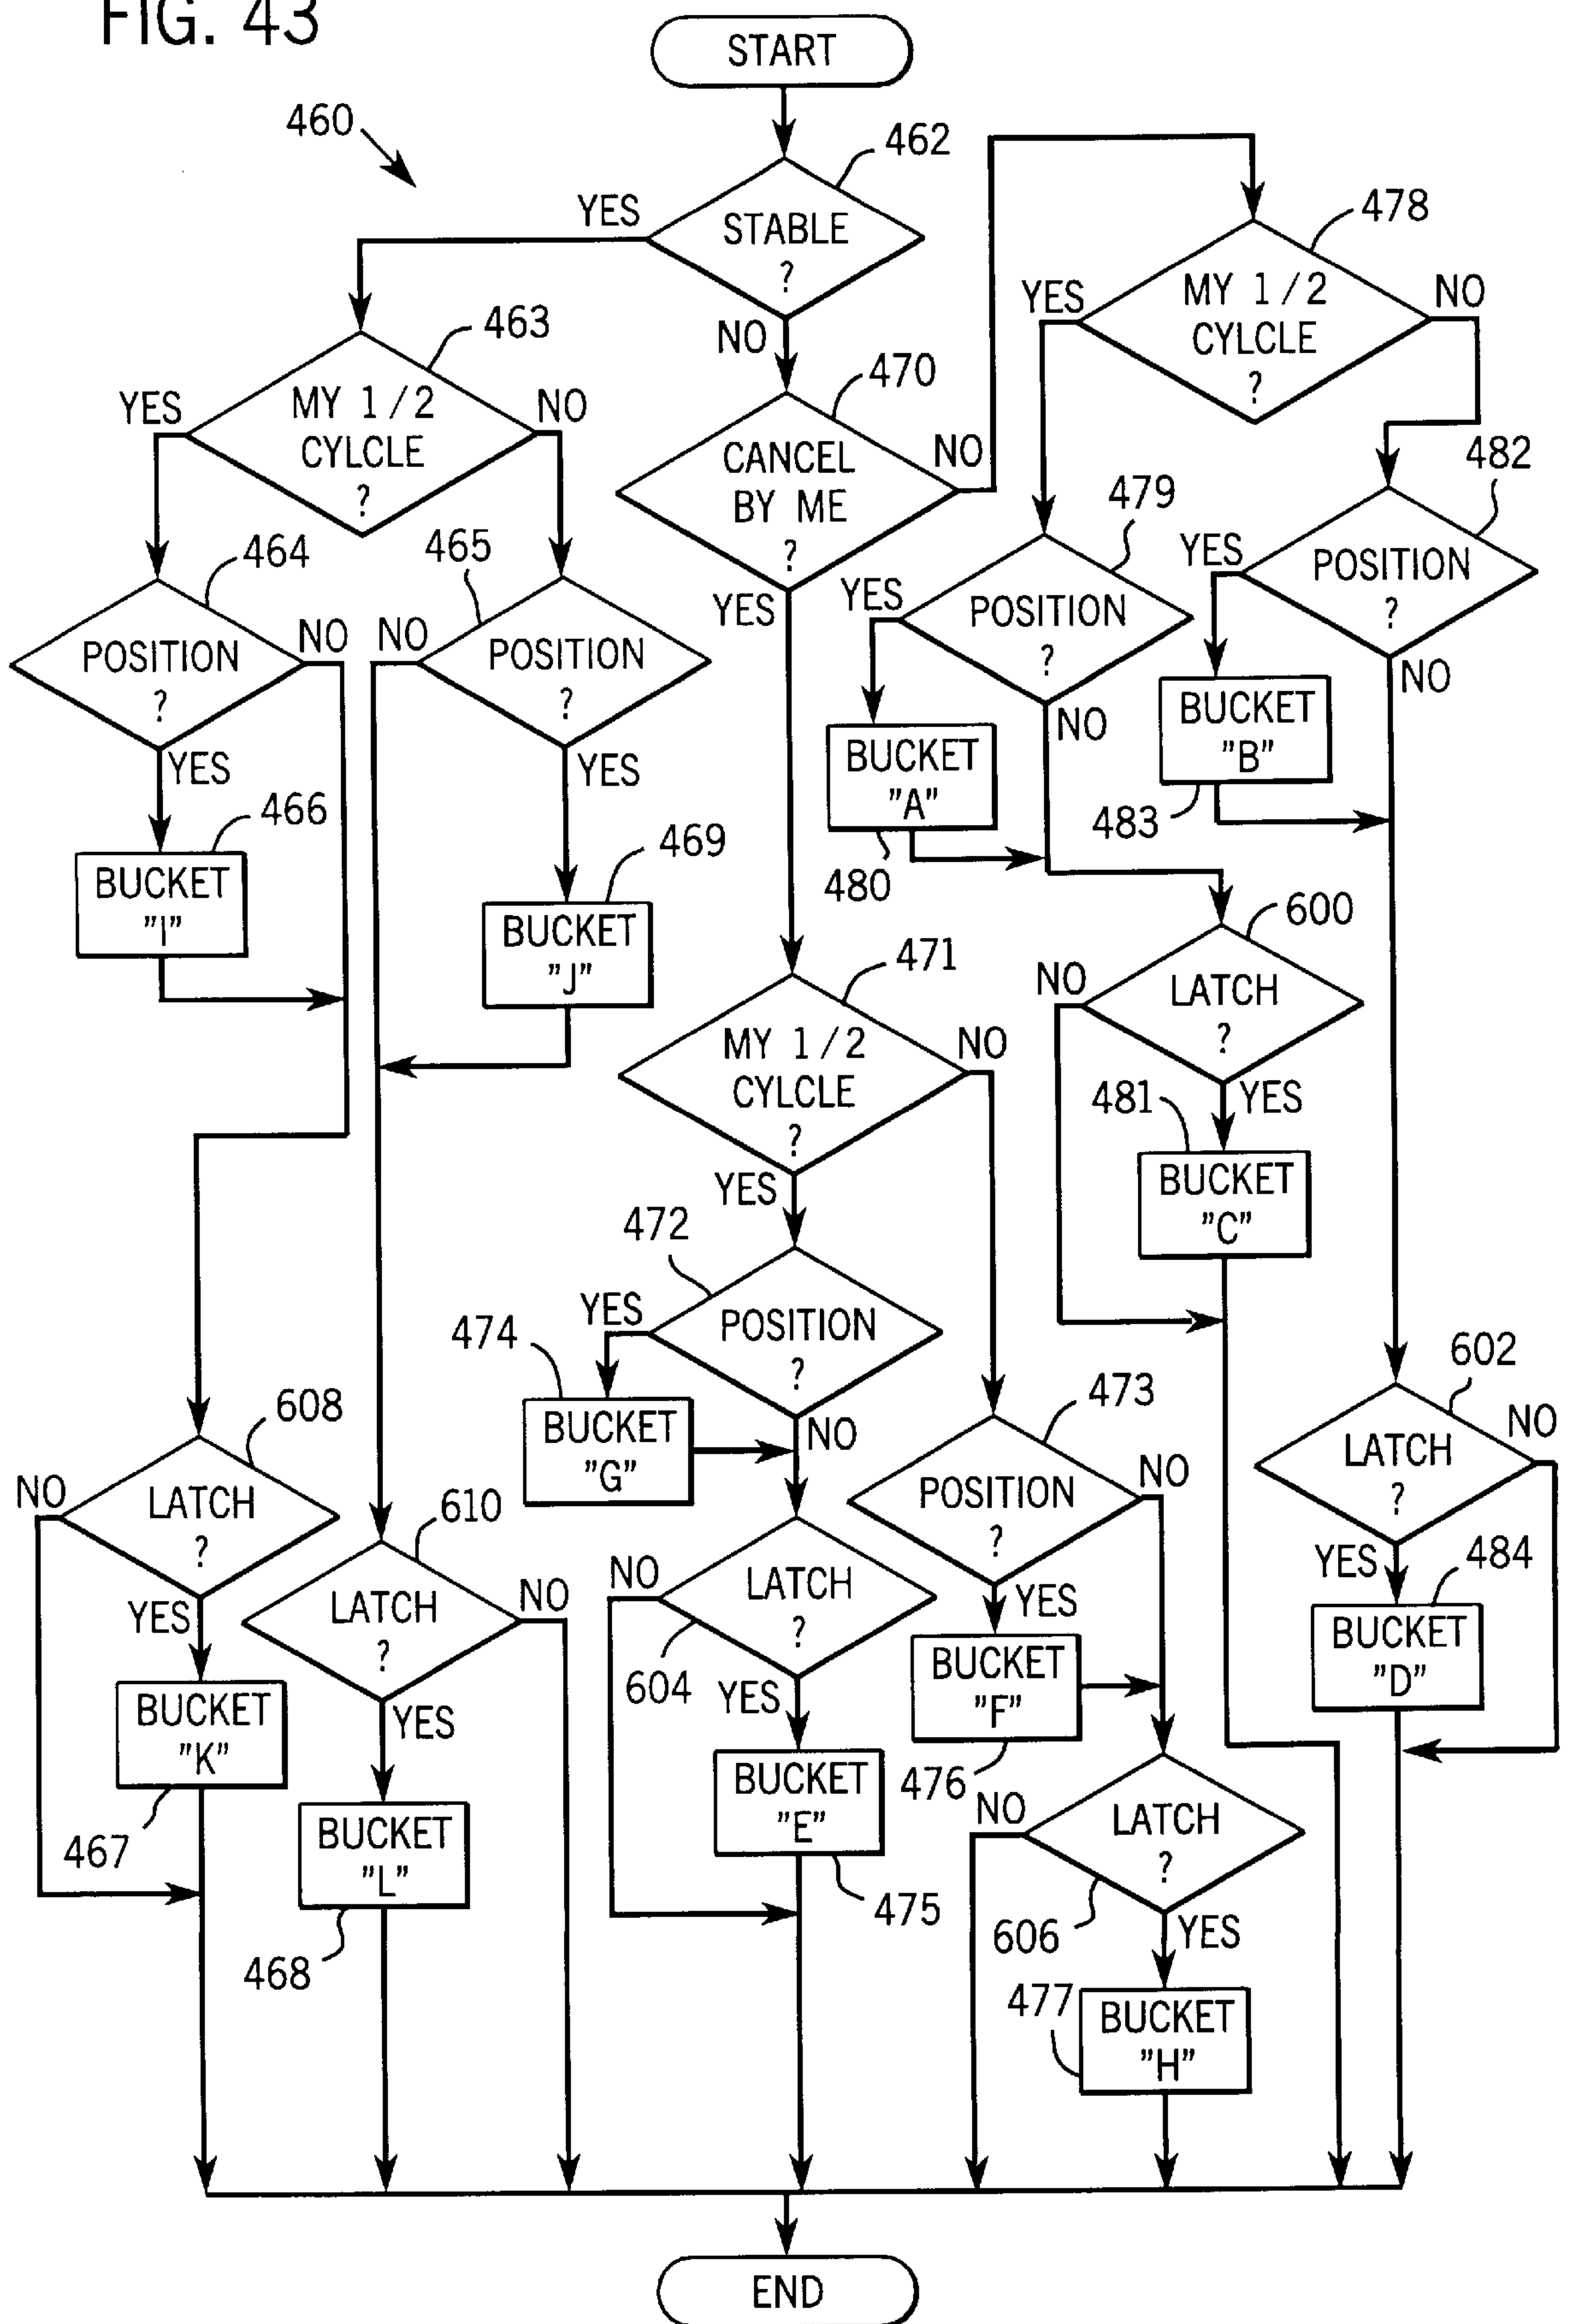 FIG. 43
START
460
462
STABLE
?
YES
NO
478
MY 1/2
CYLCLE
?
YES
NO
463
MY 1/2
CYLCLE
?
YES
NO
470
CANCEL
BY ME
?
NO
YES
482
POSITION
?
YES
NO
479
POSITION
?
YES
NO
464
POSITION
?
NO
YES
465
POSITION
?
NO
YES
BUCKET
"B"
483
BUCKET
"A"
480
466
BUCKET
"I"
469
BUCKET
"J"
600
LATCH
?
NO
YES
471
MY 1/2
CYLCLE
?
NO
YES
481
BUCKET
"C"
472
POSITION
?
YES
NO
474
BUCKET
"G"
473
POSITION
?
NO
YES
602
LATCH
?
NO
YES
608
LATCH
?
NO
YES
610
LATCH
?
NO
YES
LATCH
?
NO
604
YES
484
BUCKET
"D"
BUCKET
"F"
476
BUCKET
"K"
467
BUCKET
"L"
468
BUCKET
"E"
475
LATCH
?
NO
606
YES
477
BUCKET
"H"
END